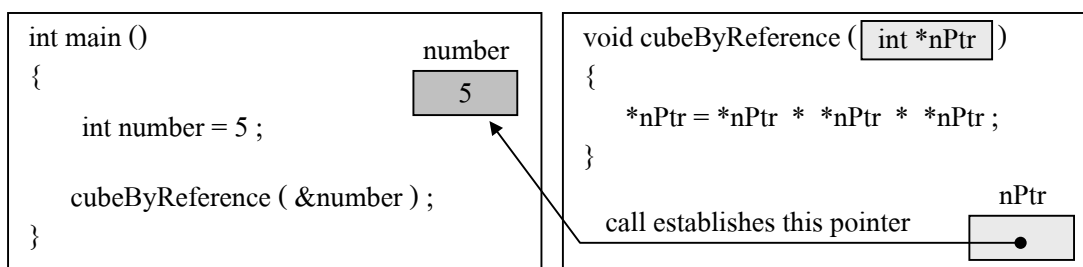 int main ()
{
number
5
int number = 5 ;
cubeByReference ( &number ) ;
}
void cubeByReference ( int *nPtr )
{
*nPtr = *nPtr * *nPtr * *nPtr ;
}
nPtr
call establishes this pointer